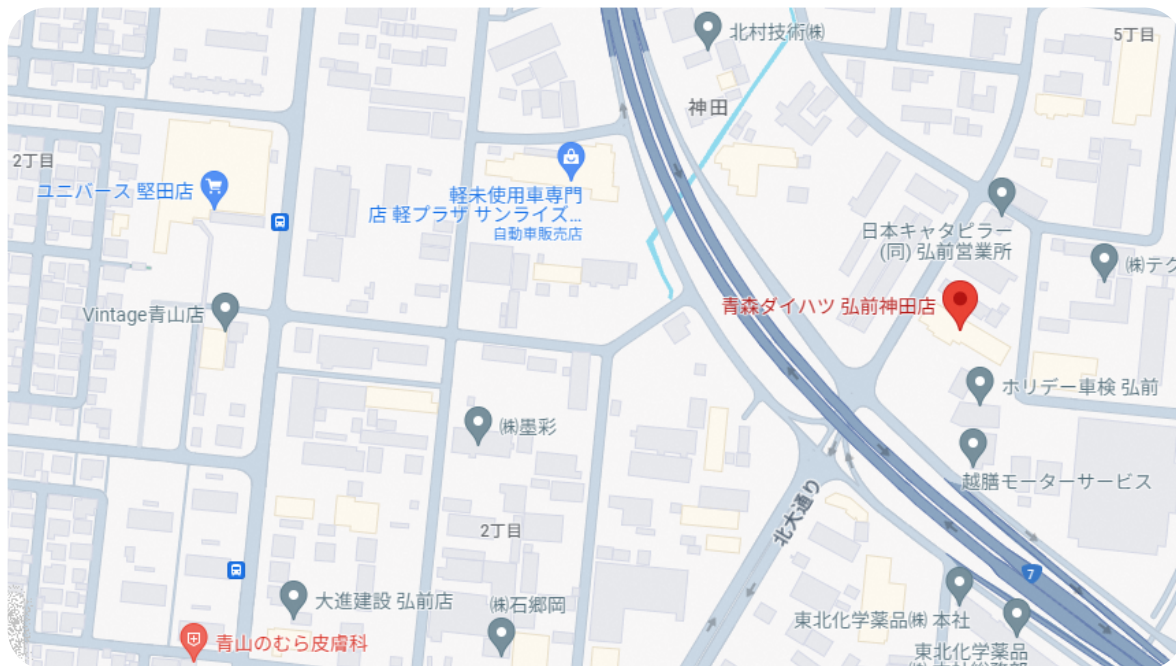 北村技術㈱
5丁目
神田
2丁目
ユニバース 堅田店
軽未使用車専門
店 軽プラザ サンライズ...
自動車販売店
日本キャタピラー
(同) 弘前営業所
㈱テク
Vintage青山店
青森ダイハツ 弘前神田店
ホリデー車検 弘前
㈱墨彩
越膳モーターサービス
北大通り
2丁目
7
大進建設 弘前店
㈱石郷岡
東北化学薬品㈱ 本社
青山のむら皮膚科
東北化学薬品